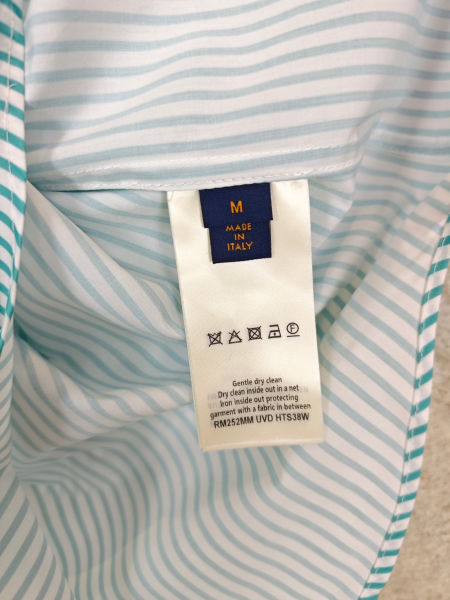 M
MADE
IN
ITALY
F
Gentle dry clean
Dry clean inside out in a net
Iron inside out protecting
garment with a fabric in between
RM252MM UVD HTS38W